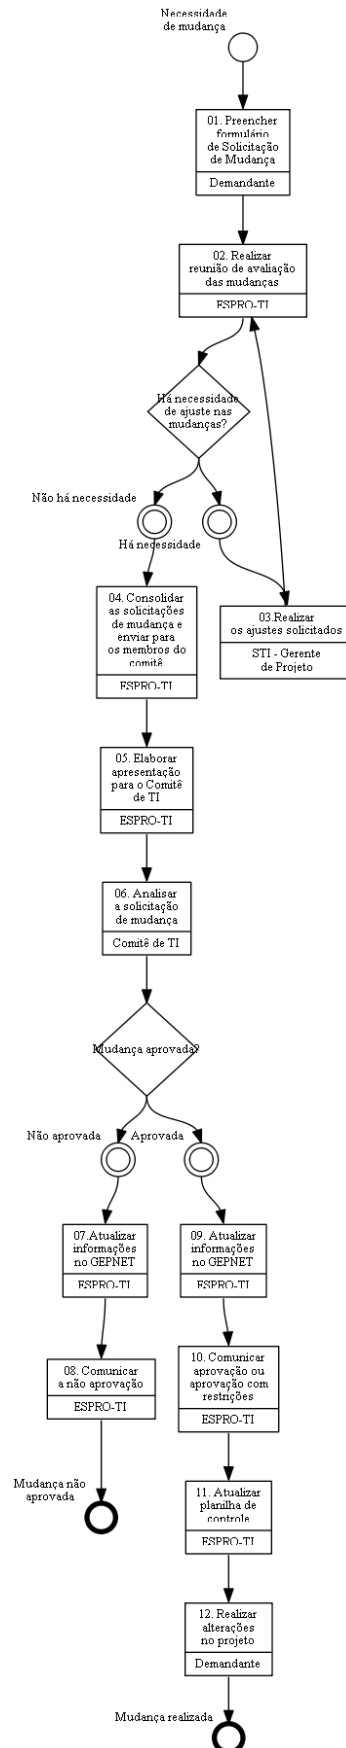 Necessidade
de mudança
01. Preencher
formulário
de Solicitação
de Mudança
Demandante
02. Realizar
reunião de avaliação
das mudanças
ESPRO-TI
Há necessidade
de ajuste nas
mudanças?
Não há necessidade
Há necessidade
04. Consolidar
as solicitações
de mudança e
enviar para
os membros do
comitê
ESPRO-TI
03.Realizar
os ajustes solicitados
STI - Gerente
de Projeto
05. Elaborar
apresentação
para o Comitê
de TI
ESPRO-TI
06. Analisar
a solicitação
de mudança
Comitê de TI
Mudança aprovada?
Não aprovada
Aprovada
07.Atualizar
informações
no GEPNET
ESPRO-TI
09. Atualizar
informações
no GEPNET
ESPRO-TI
08. Comunicar
a não aprovação
ESPRO-TI
10. Comunicar
aprovação ou
aprovação com
restrições
ESPRO-TI
Mudança não
aprovada
11. Atualizar
planilha de
controle
ESPRO-TI
12. Realizar
alterações
no projeto
Demandante
Mudança realizada